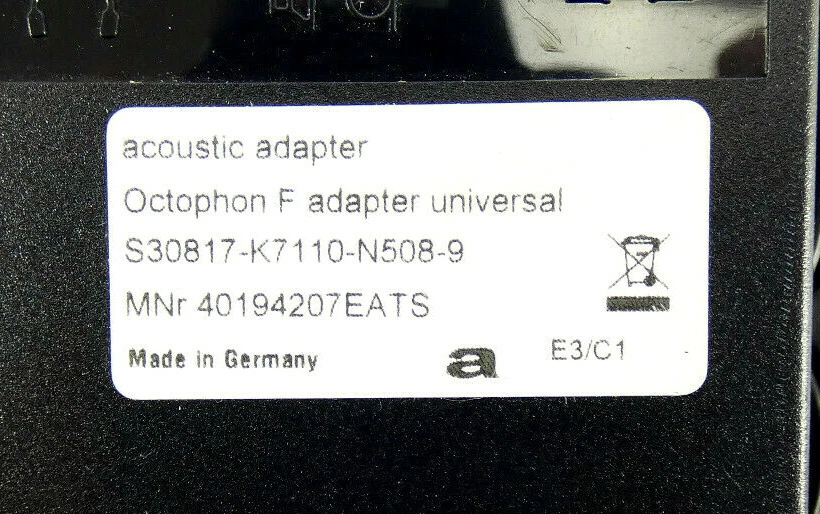 acoustic adapter
Octophon F adapter universal
S30817-K7110-N508-9
MNr 40194207EATS
Made in Germany
a
E3/C1